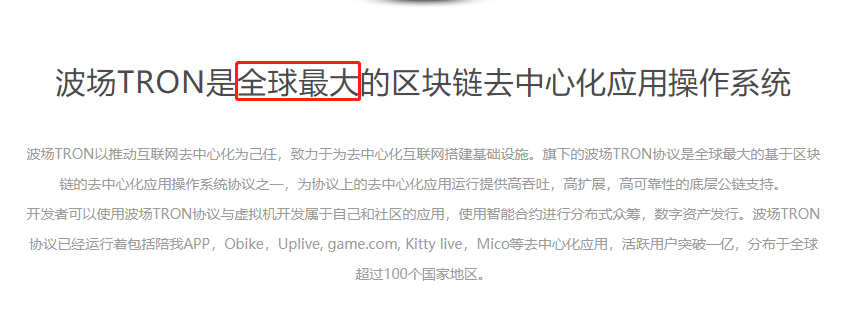 波场TRON是全球最大的区块链去中心化应用操作系统
波场TRON以推动互联网去中心化为己任，致力于为去中心化互联网搭建基础设施。旗下的波场TRON协议是全球最大的基于区块
链的去中心化应用操作系统协议之一，为协议上的去中心化应用运行提供高吞吐，高扩展，高可靠性的底层公链支持。
开发者可以使用波场TRON协议与虚拟机开发属于自己和社区的应用，使用智能合约进行分布式众筹，数字资产发行。波场TRON
协议已经运行着包括陪我APP，Obike，Uplive, game.com, Kitty live，Mico等去中心化应用，活跃用户突破一亿，分布于全球
超过100个国家地区。